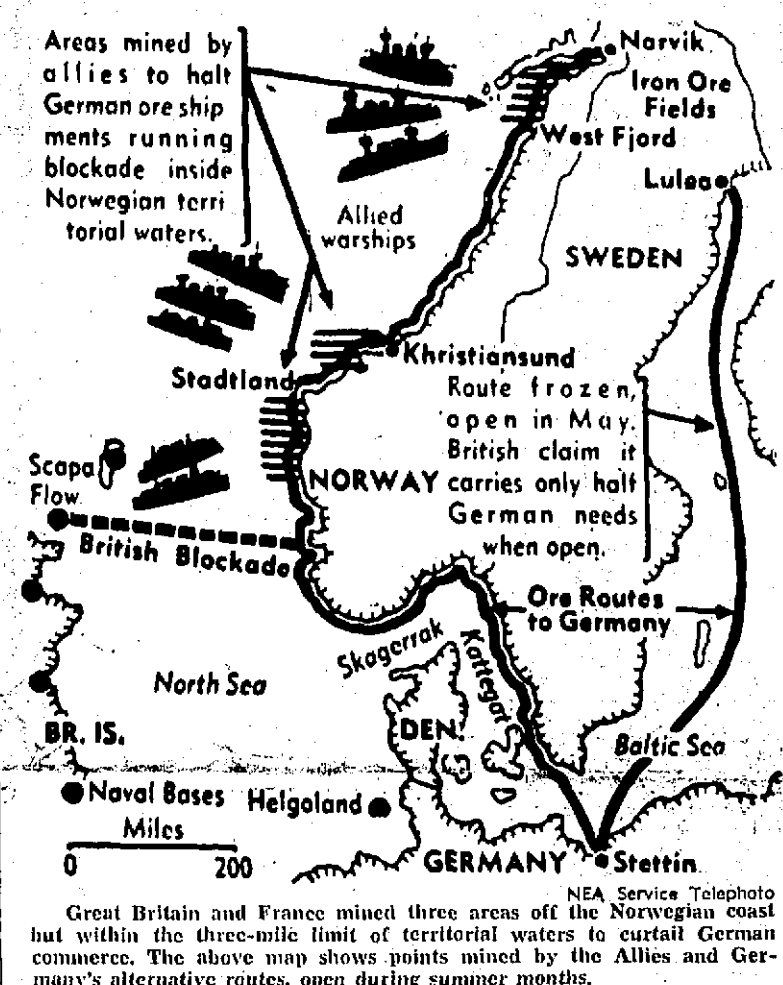 Areas mined by
allies to halt
German ore ship
ments running
blockade inside
Norwegian terri
torial waters.
Narvik
Iron Ore
Fields
West Fjord
Lulea
Allied
warships
SWEDEN
Khristiansund
Stadtland
Route frozen,
open in May.
British claim it
carries only half
German needs
when open.
NORWAY
Scapa
Flow
British Blockade
Ore Routes
to Germany
Skagerrak
Kattegat
North Sea
BR. IS.
DEN.
Baltic Sea
Naval Bases
Helgoland
Miles
0 200
GERMANY
Stettin
NEA Service Telephoto
Great Britain and France mined three areas off the Norwegian coast
but within the three-mile limit of territorial waters to curtail German
commerce. The above map shows points mined by the Allies and Ger-
many's alternative routes, open during summer months.